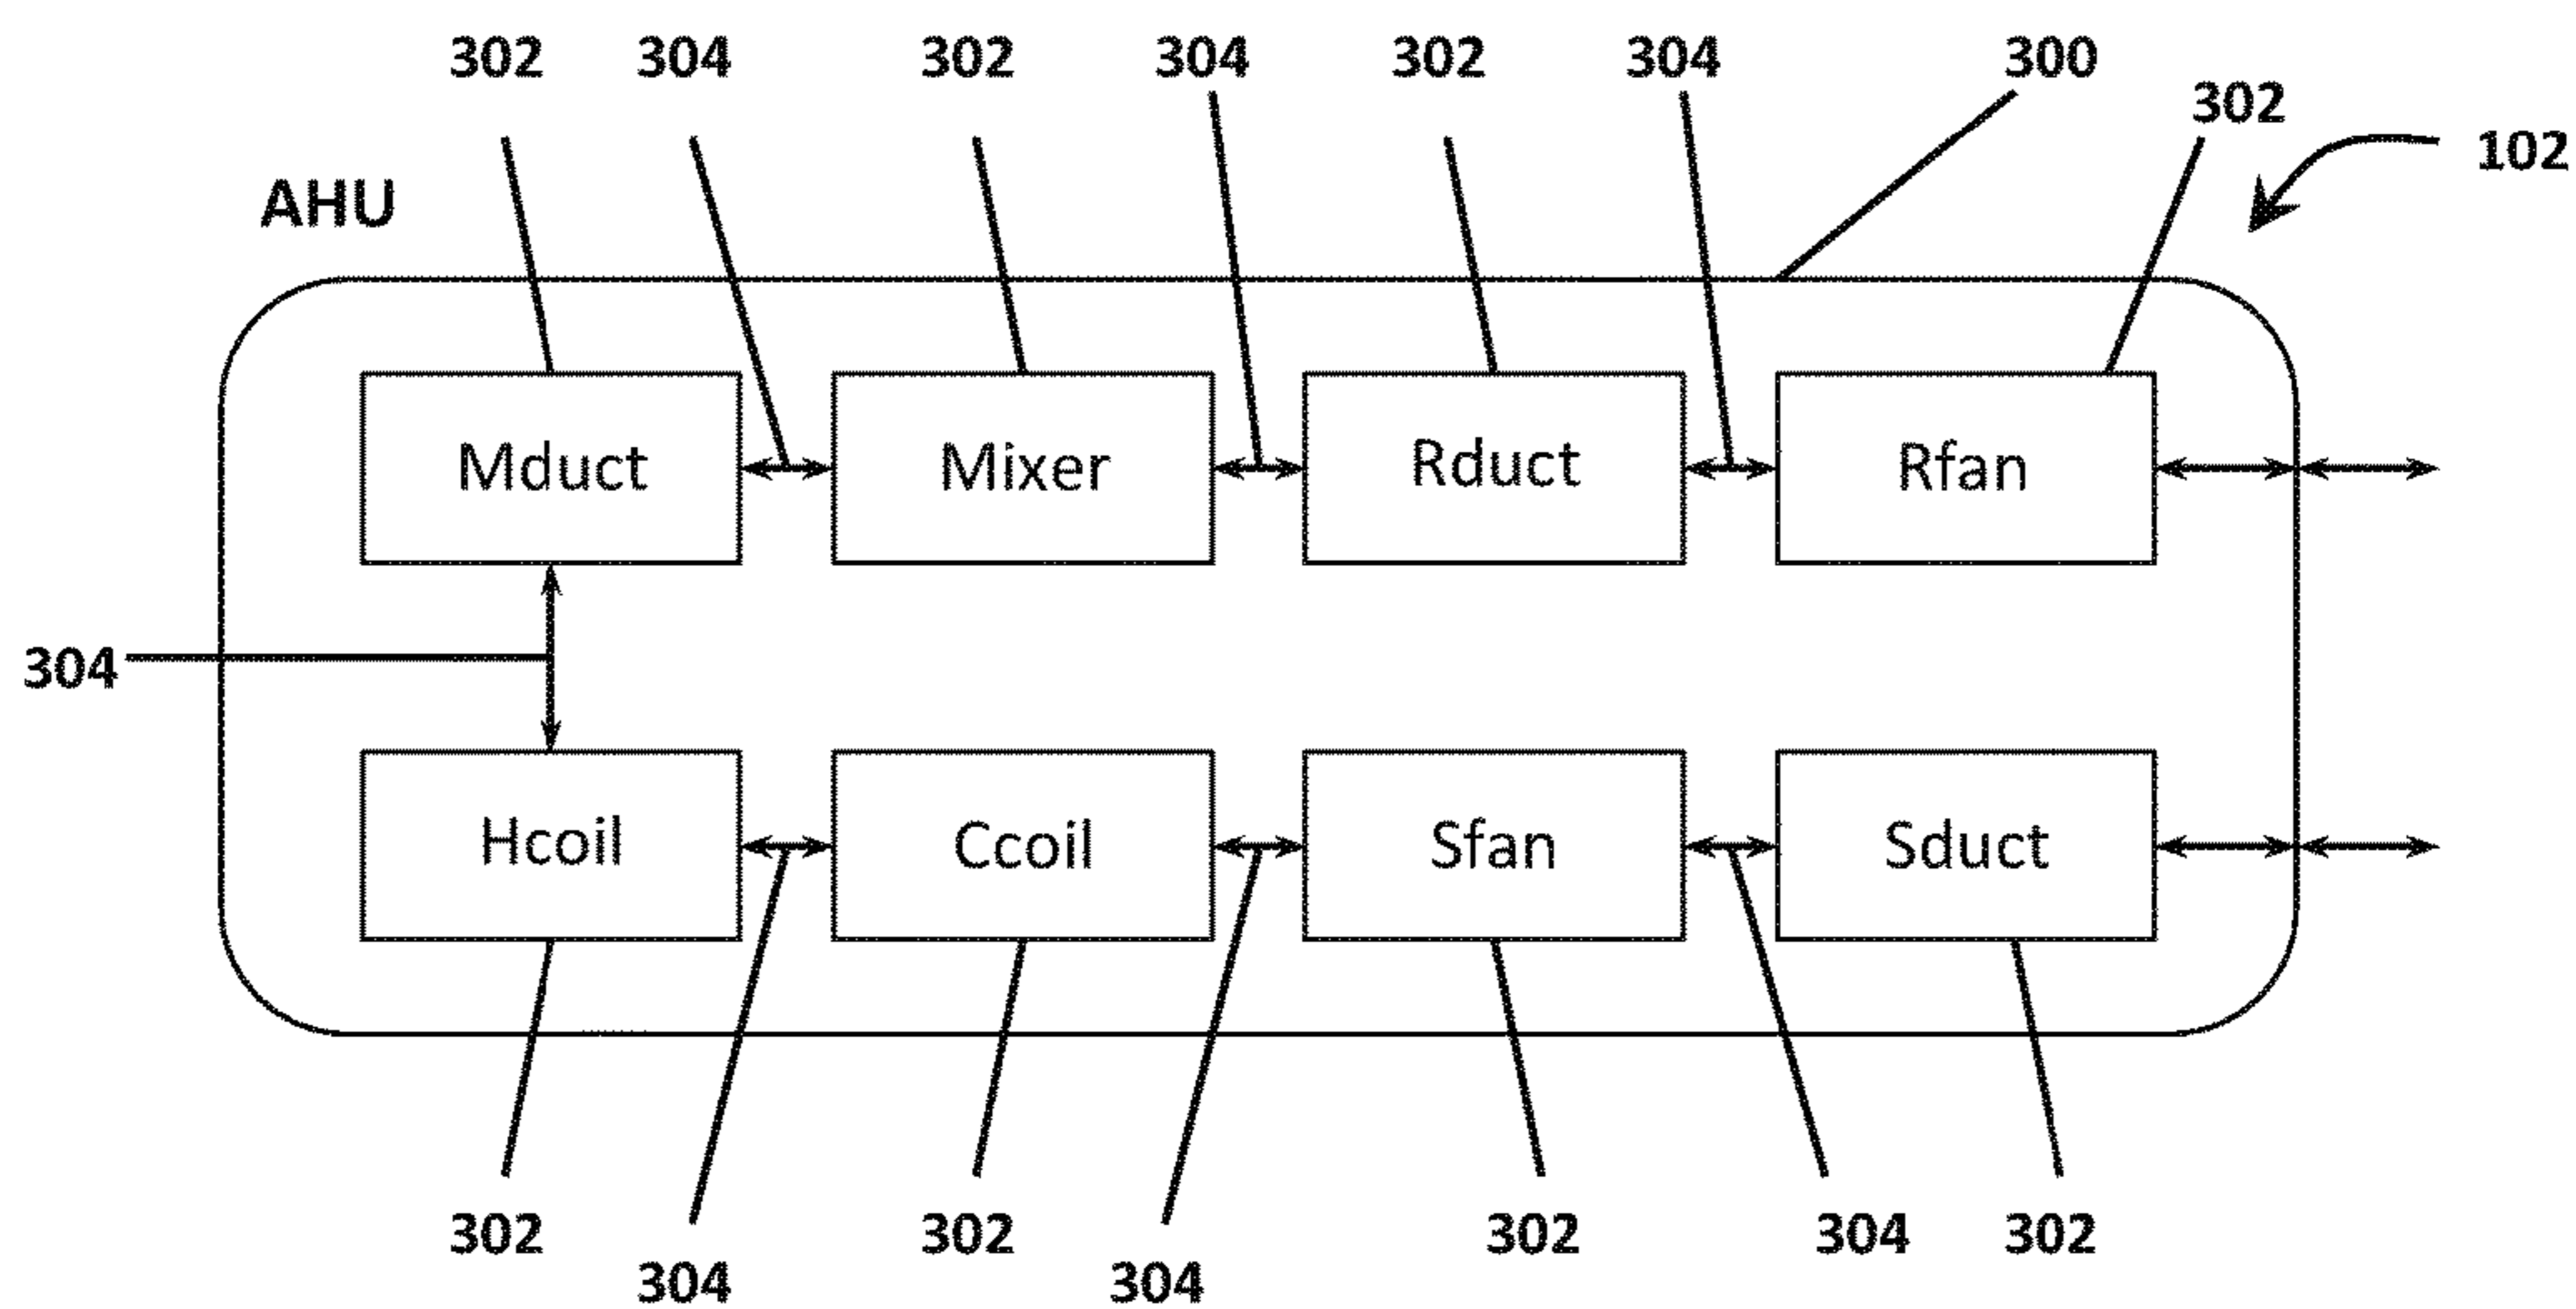 302 304 302 304 302 304 300
302
102
AHU
Mduct Mixer Rduct Rfan
304
Hcoil Ccoil Sfan Sduct
302 302 302 304 302
304 304